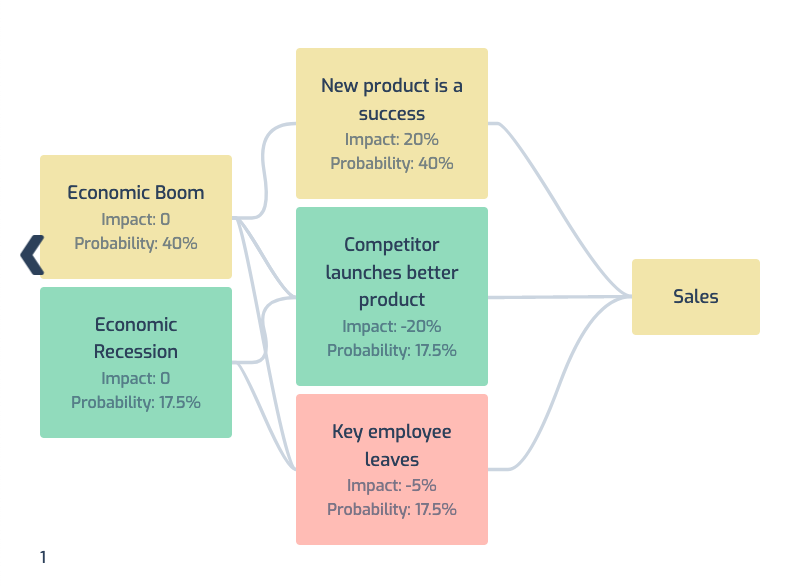 Economic Boom
Impact: 0
Probability: 40%
Economic
Recession
Impact: 0
Probability: 17.5%
New product is a
success
Impact: 20%
Probability: 40%
Competitor
launches better
product
Impact: -20%
Probability: 17.5%
Key employee
leaves
Impact: -5%
Probability: 17.5%
Sales
1